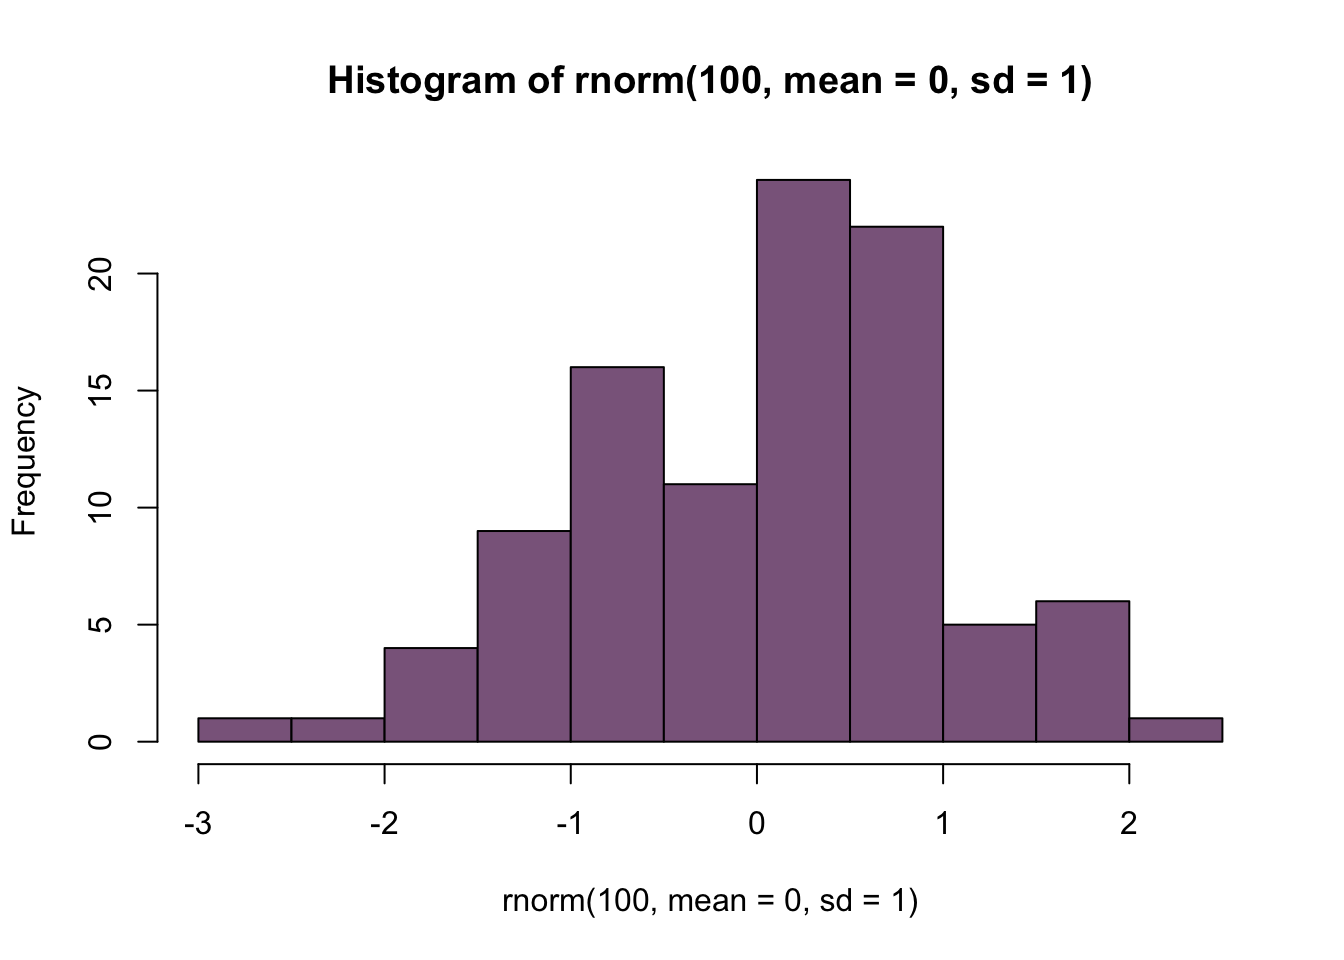 Histogram of rnorm(100, mean = 0, sd = 1)
Frequency
20
15
10
5
0
-3 -2 -1 0 1 2
rnorm(100, mean = 0, sd = 1)